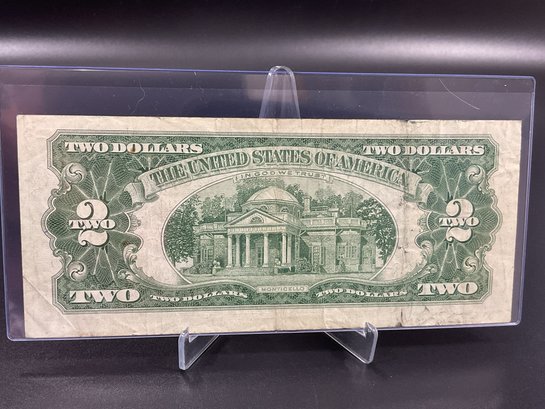 TWO DOLLARS TWO DOLLARS
THE UNITED STATES OF AMERICA
IN GOD WE TRUST
2 2
TWO TWO
MONTICELLO
TWO TWO DOLLARS TWO DOLLARS TWO